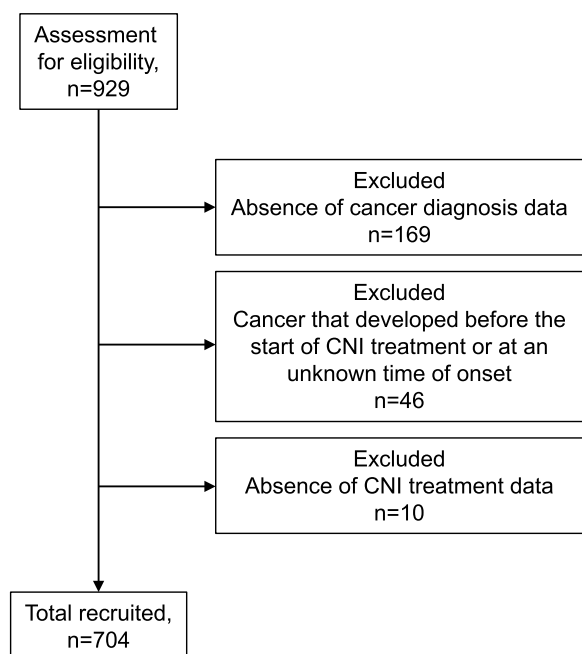 Assessment
for eligibility,
n=929
Excluded
Absence of cancer diagnosis data
n=169
Excluded
Cancer that developed before the
start of CNI treatment or at an
unknown time of onset
n=46
Excluded
Absence of CNI treatment data
n=10
Total recruited,
n=704